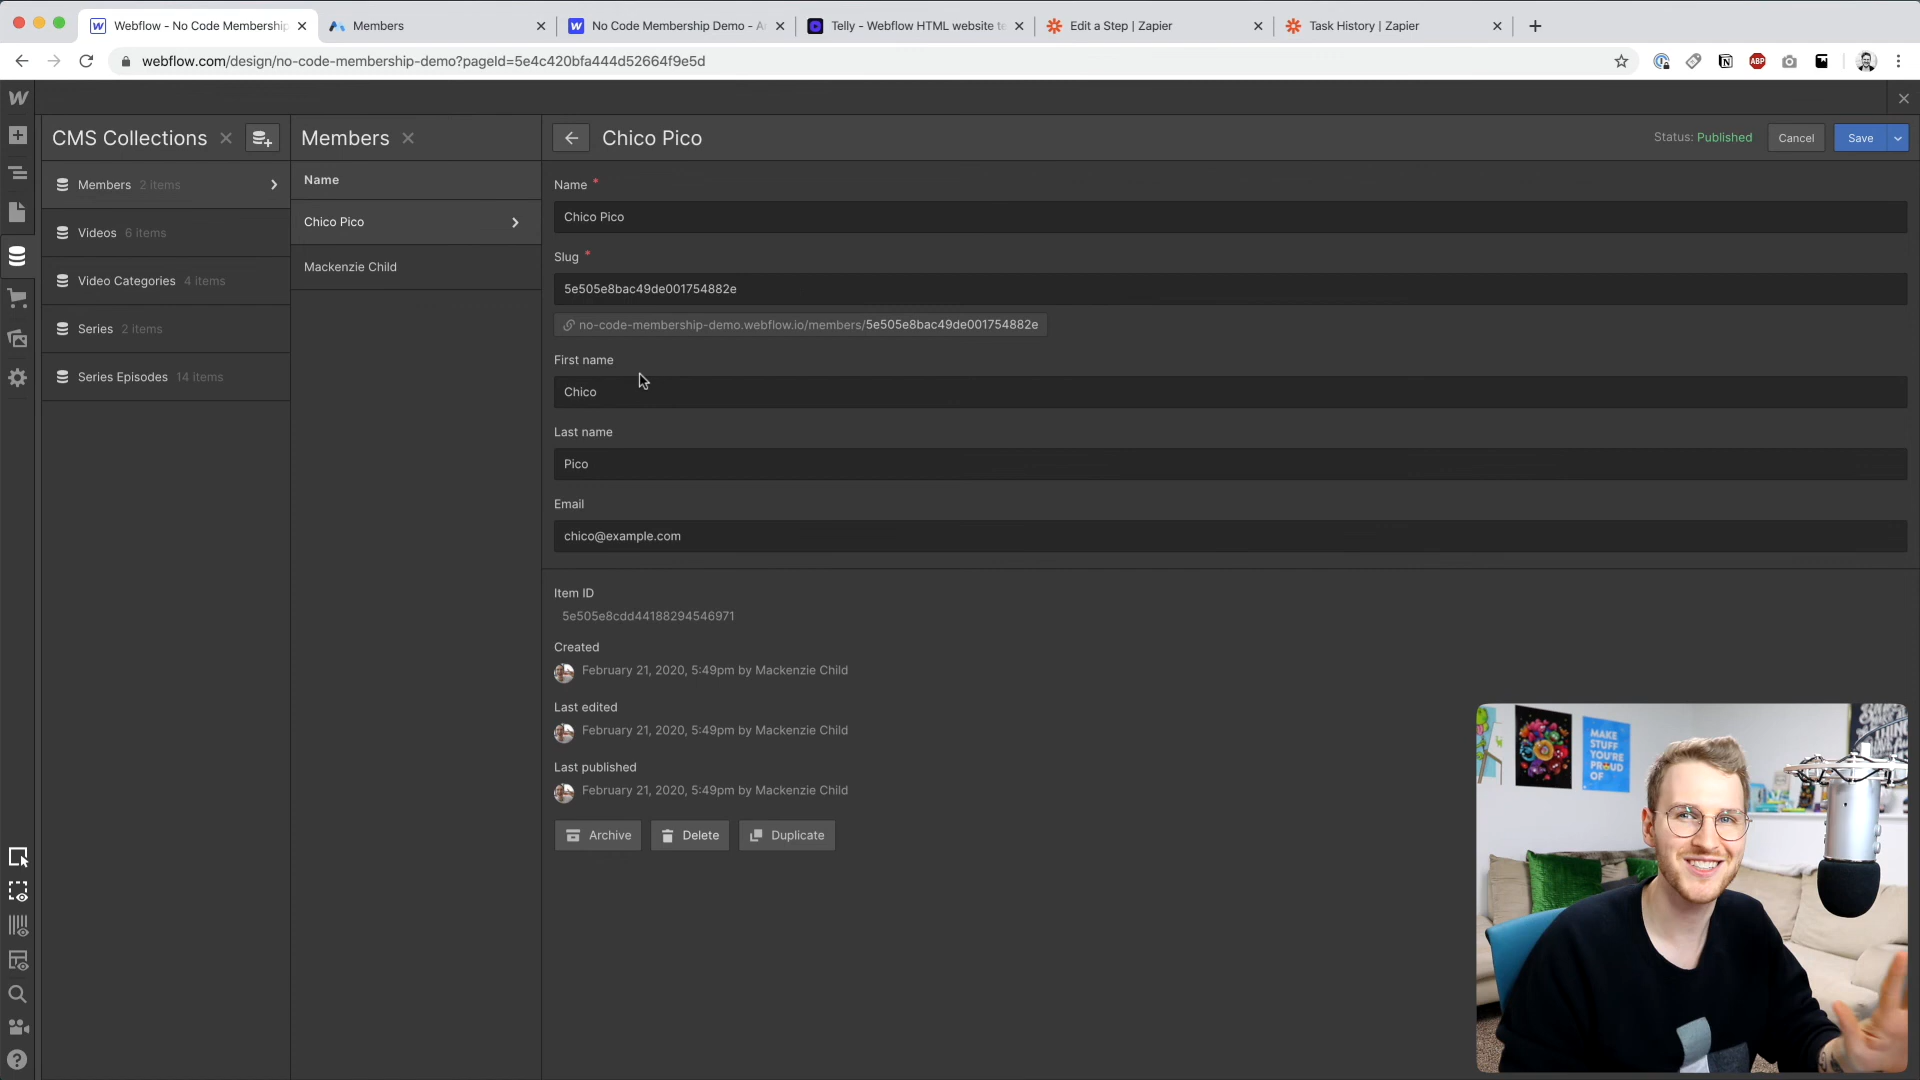 Webflow - No Code Membership
Members
No Code Membership Demo - A
Telly - Webflow HTML website te
Edit a Step | Zapier
Task History | Zapier
webflow.com/design/no-code-membership-demo?pageId=5e4c420bfa444d52664f9e5d
ABP
CMS Collections
Members 2 items
Videos 6 items
Video Categories 4 items
Series 2 items
Series Episodes 14 items
Members
Name
Chico Pico
Mackenzie Child
Chico Pico
Status: Published
Cancel
Save
Name *
Chico Pico
Slug *
5e505e8bac49de001754882e
no-code-membership-demo.webflow.io/members/5e505e8bac49de001754882e
First name
Chico
Last name
Pico
Email
chico@example.com
Item ID
5e505e8cdd44188294546971
Created
February 21, 2020, 5:49pm by Mackenzie Child
Last edited
February 21, 2020, 5:49pm by Mackenzie Child
Last published
February 21, 2020, 5:49pm by Mackenzie Child
Archive
Delete
Duplicate
MAKE
STUFF
YOU'RE
PROUD
OF